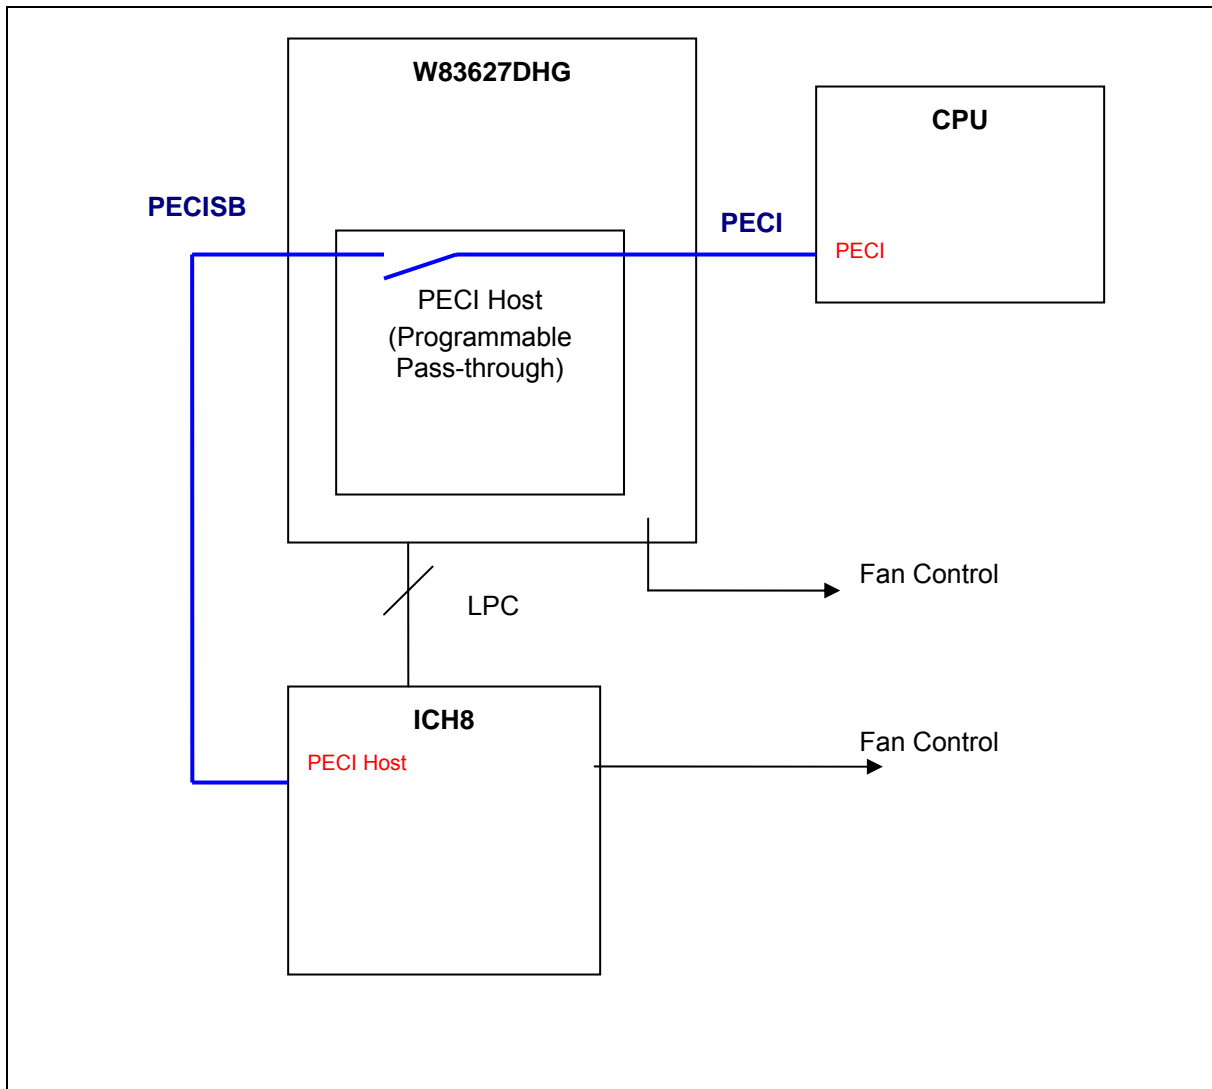 W83627DHG
CPU
PECISB
PECI
PECI
PECI Host
(Programmable
Pass-through)
Fan Control
LPC
ICH8
PECI Host
Fan Control